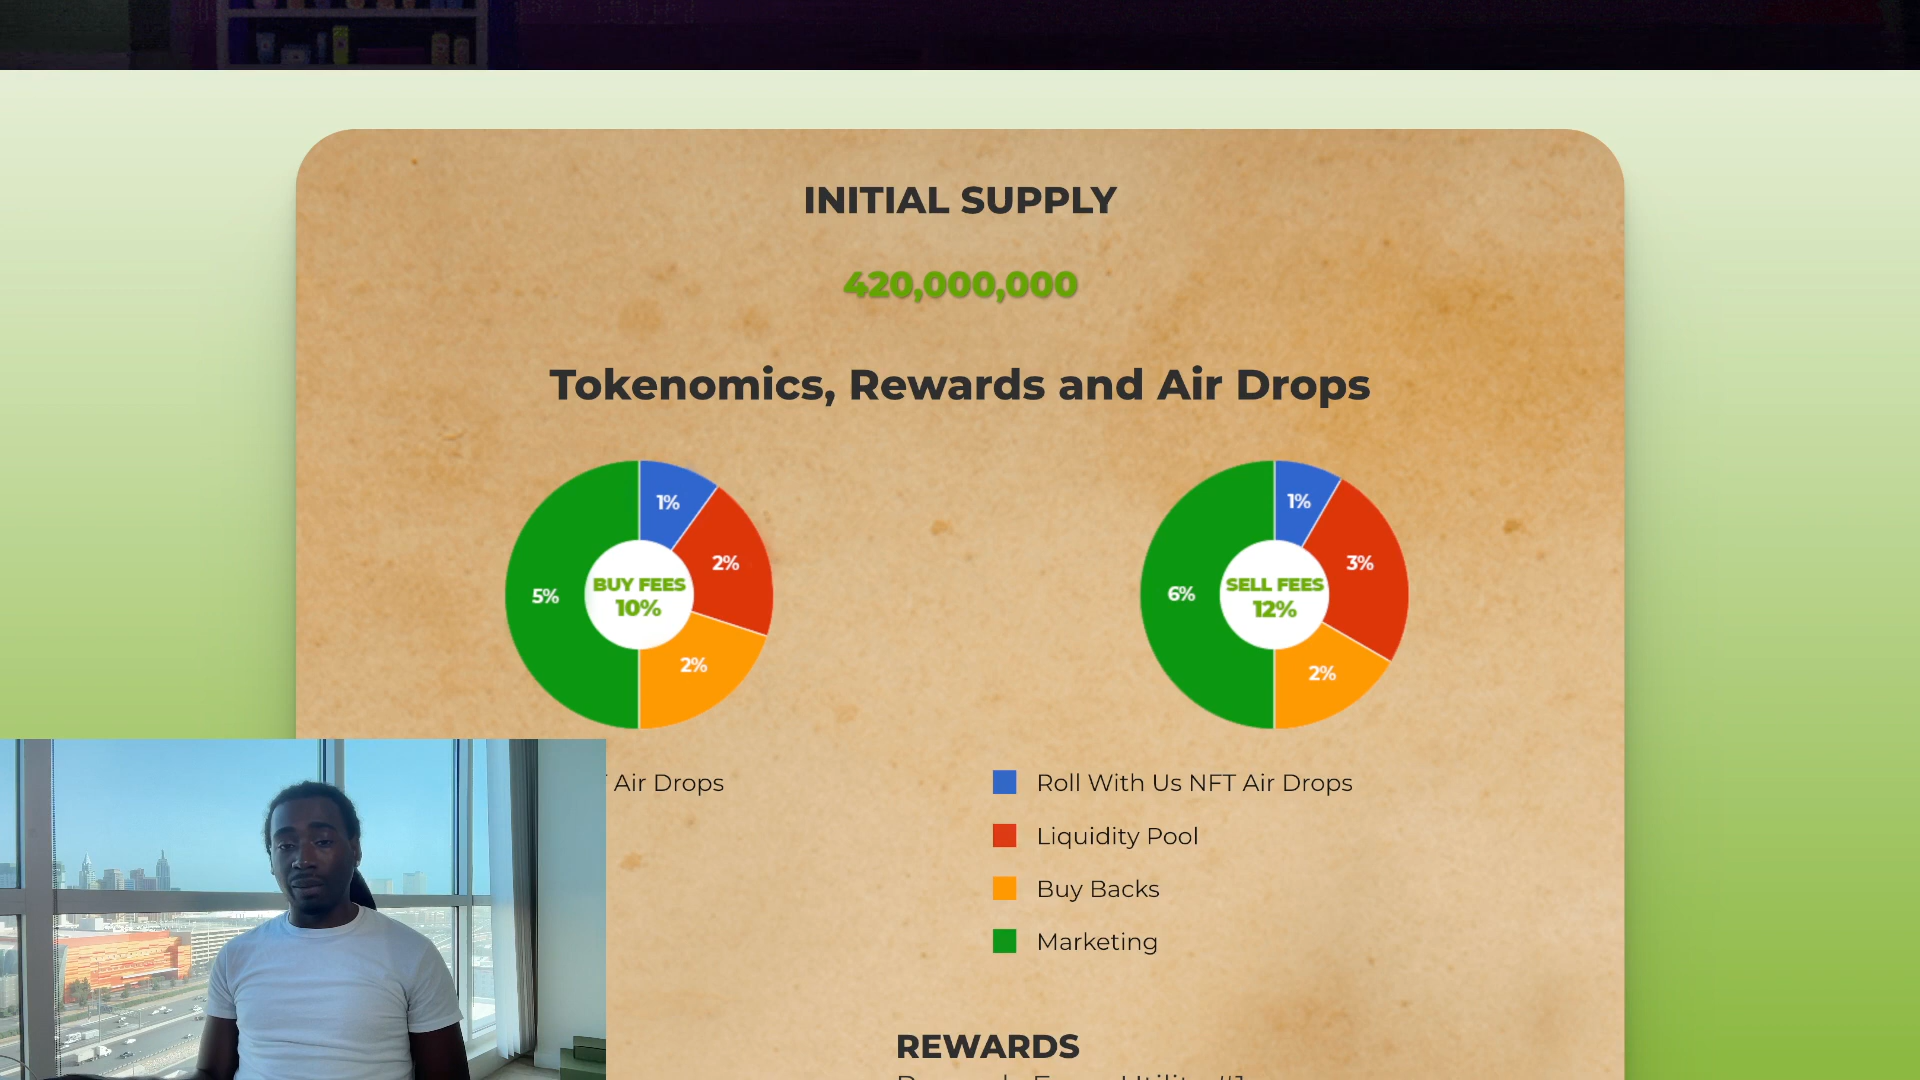 INITIAL SUPPLY
420,000,000
Tokenomics, Rewards and Air Drops
1%
2%
2%
5%
BUY FEES
10%
1%
3%
2%
6%
SELL FEES
12%
Air Drops
Roll With Us NFT Air Drops
Liquidity Pool
Buy Backs
Marketing
REWARDS